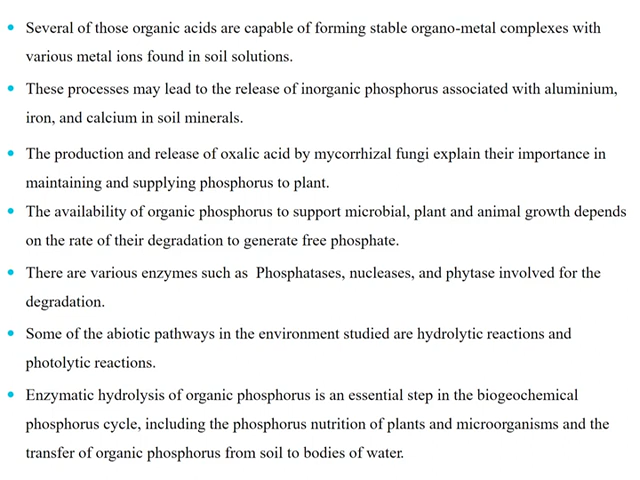 • Several of those organic acids are capable of forming stable organo-metal complexes with
various metal ions found in soil solutions.
• These processes may lead to the release of inorganic phosphorus associated with aluminium,
iron, and calcium in soil minerals.
• The production and release of oxalic acid by mycorrhizal fungi explain their importance in
maintaining and supplying phosphorus to plant.
• The availability of organic phosphorus to support microbial, plant and animal growth depends
on the rate of their degradation to generate free phosphate.
• There are various enzymes such as  Phosphatases, nucleases, and phytase involved for the
degradation.
• Some of the abiotic pathways in the environment studied are hydrolytic reactions and
photolytic reactions.
• Enzymatic hydrolysis of organic phosphorus is an essential step in the biogeochemical
phosphorus cycle, including the phosphorus nutrition of plants and microorganisms and the
transfer of organic phosphorus from soil to bodies of water.